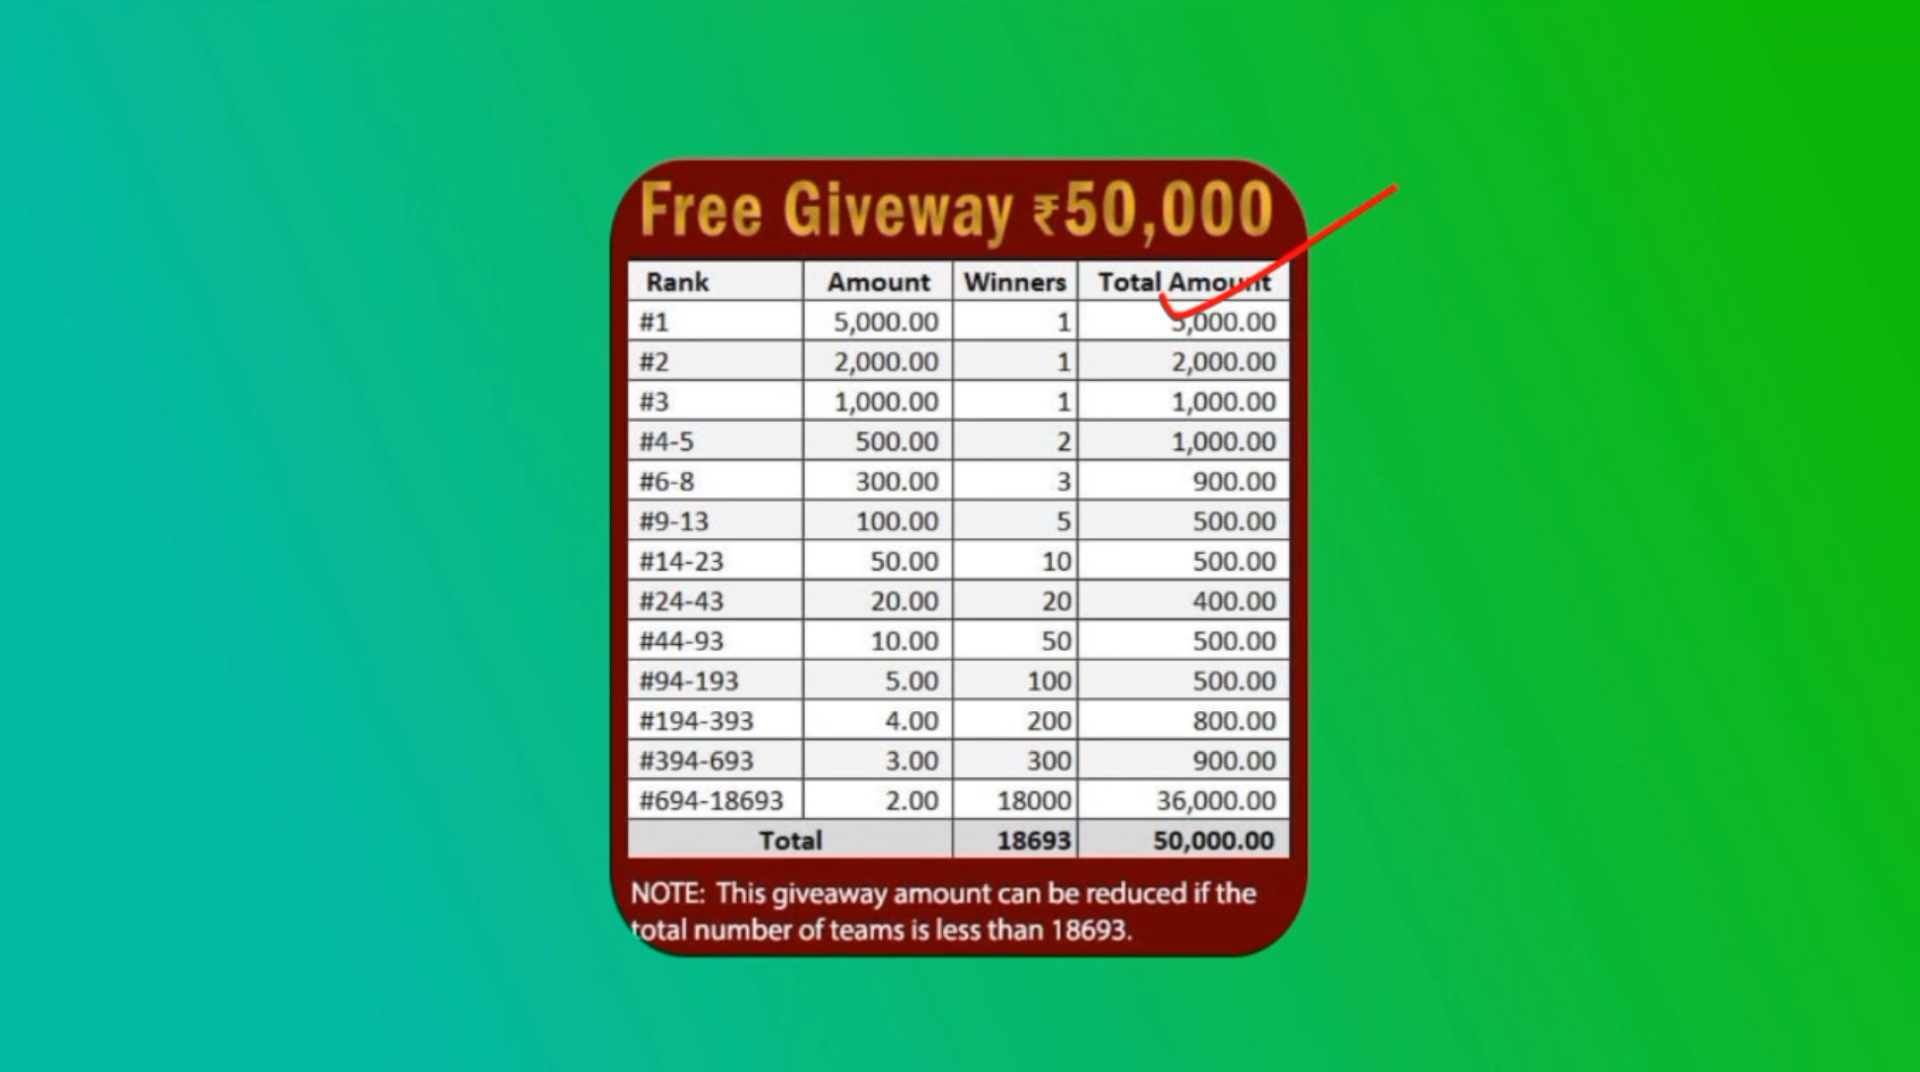 Free Giveway ₹50,000
Rank Amount Winners Total Amount
#1 5,000.00 1 5,000.00
#2 2,000.00 1 2,000.00
#3 1,000.00 1 1,000.00
#4-5 500.00 2 1,000.00
#6-8 300.00 3 900.00
#9-13 100.00 5 500.00
#14-23 50.00 10 500.00
#24-43 20.00 20 400.00
#44-93 10.00 50 500.00
#94-193 5.00 100 500.00
#194-393 4.00 200 800.00
#394-693 3.00 300 900.00
#694-18693 2.00 18000 36,000.00
Total 18693 50,000.00
NOTE: This giveaway amount can be reduced if the
total number of teams is less than 18693.